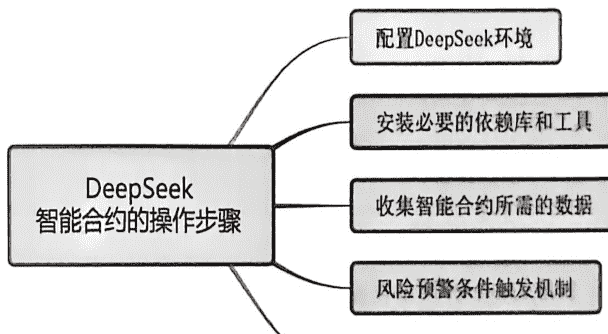 配置DeepSeek环境
安装必要的依赖库和工具
DeepSeek
智能合约的操作步骤
收集智能合约所需的数据
风险预警条件触发机制